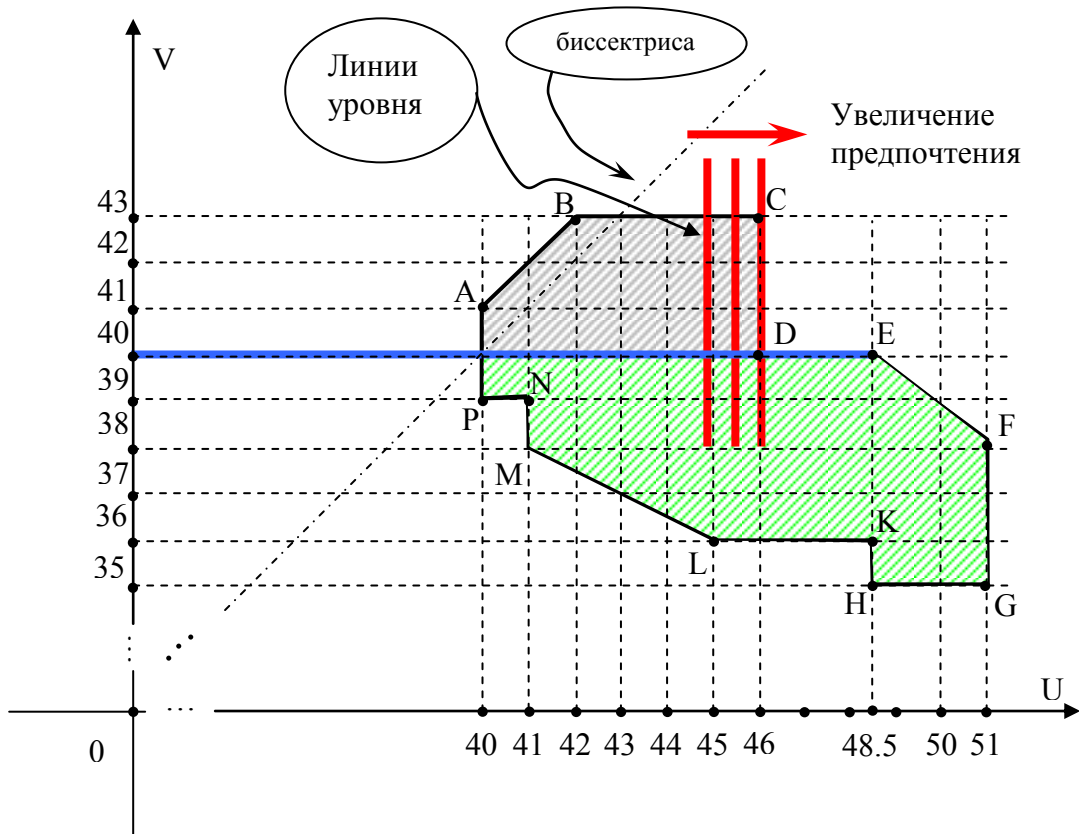 V
Линии
уровня
биссектриса
Увеличение
предпочтения
43
42
41
40
39
38
37
36
35
B
C
A
D
E
N
P
F
M
L
K
H
G
...
...
...
U
0
40 41 42 43 44 45 46 48.5 50 51